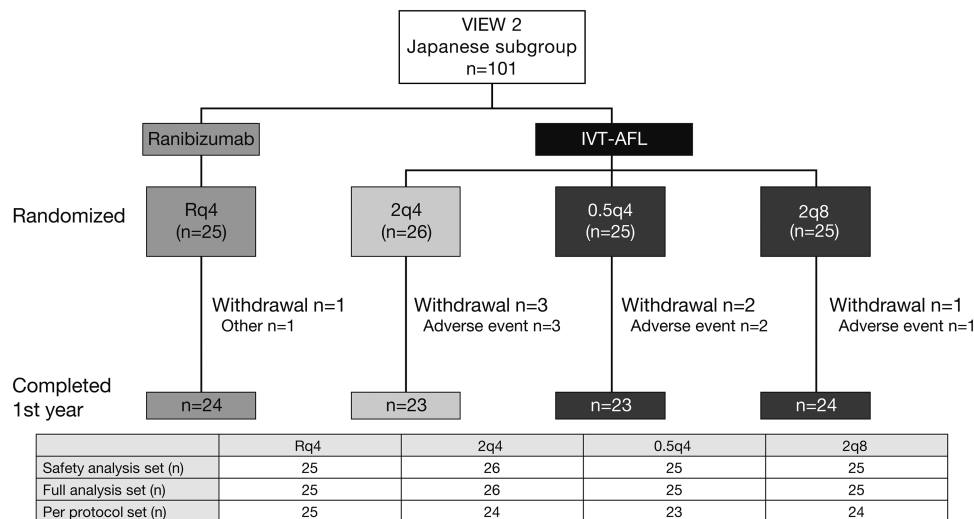 VIEW 2
Japanese subgroup
n=101
Ranibizumab
IVT-AFL
Randomized
Rq4
(n=25)
2q4
(n=26)
0.5q4
(n=25)
2q8
(n=25)
Withdrawal n=1
Other n=1
Withdrawal n=3
Adverse event n=3
Withdrawal n=2
Adverse event n=2
Withdrawal n=1
Adverse event n=1
Completed
1st year
n=24
n=23
n=23
n=24
Rq4 2q4 0.5q4 2q8
Safety analysis set (n) 25 26 25 25
Full analysis set (n) 25 26 25 25
Per protocol set (n) 25 24 23 24